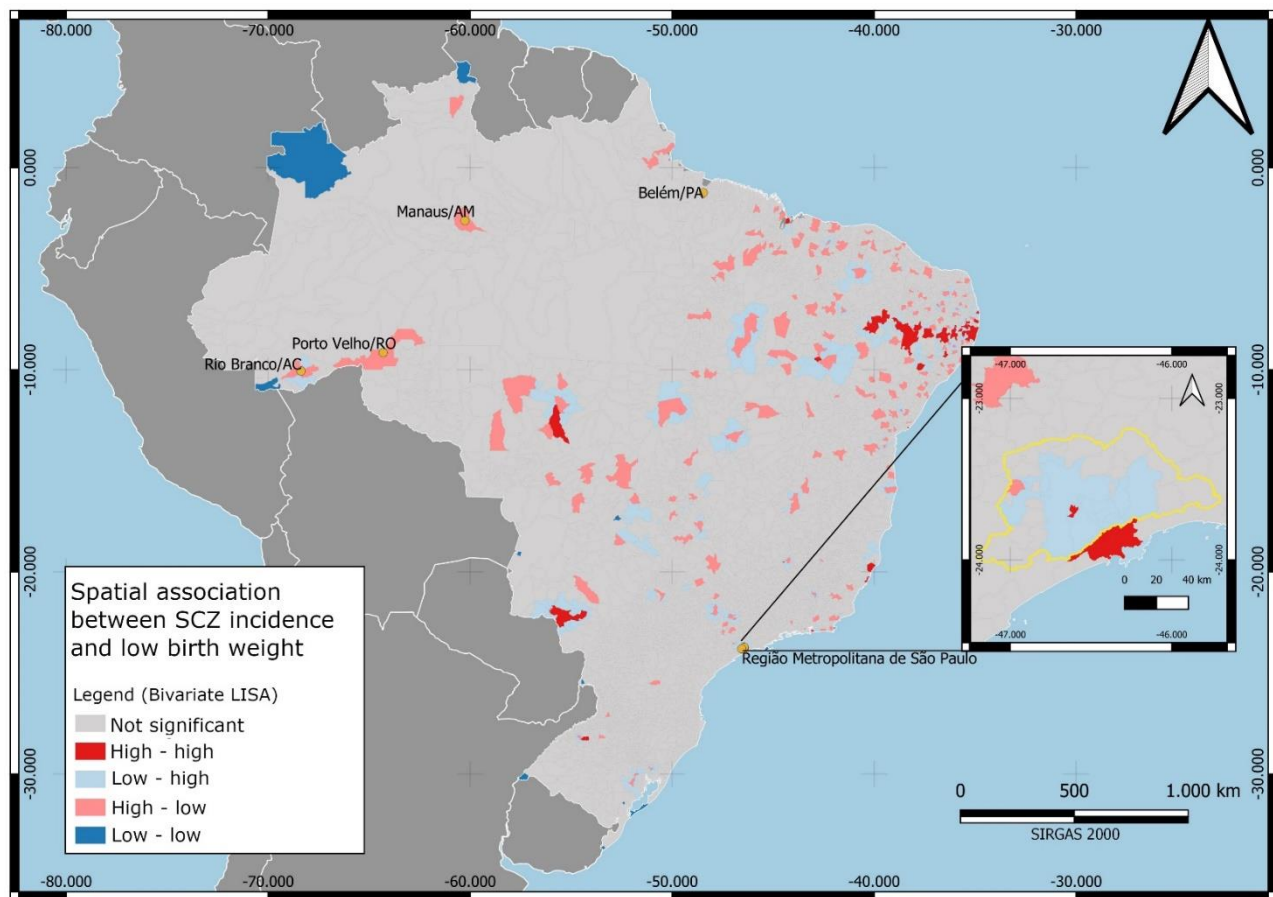 -80.000 -70.000 -60.000 -50.000 -40.000 -30.000
0.000 0.000
Belém/PA
Manaus/AM
Porto Velho/RO
Rio Branco/AC
-10.000 -10.000
-47.000 -46.000
-23.000 -23.000
-24.000 -24.000
0 20 40 km
-47.000 -46.000
-20.000 -20.000
Região Metropolitana de São Paulo
Spatial association
between SCZ incidence
and low birth weight
Legend (Bivariate LISA)
Not significant
High - high
Low - high
High - low
Low - low
-30.000 -30.000
0 500 1.000 km
SIRGAS 2000
-80.000 -70.000 -60.000 -50.000 -40.000 -30.000